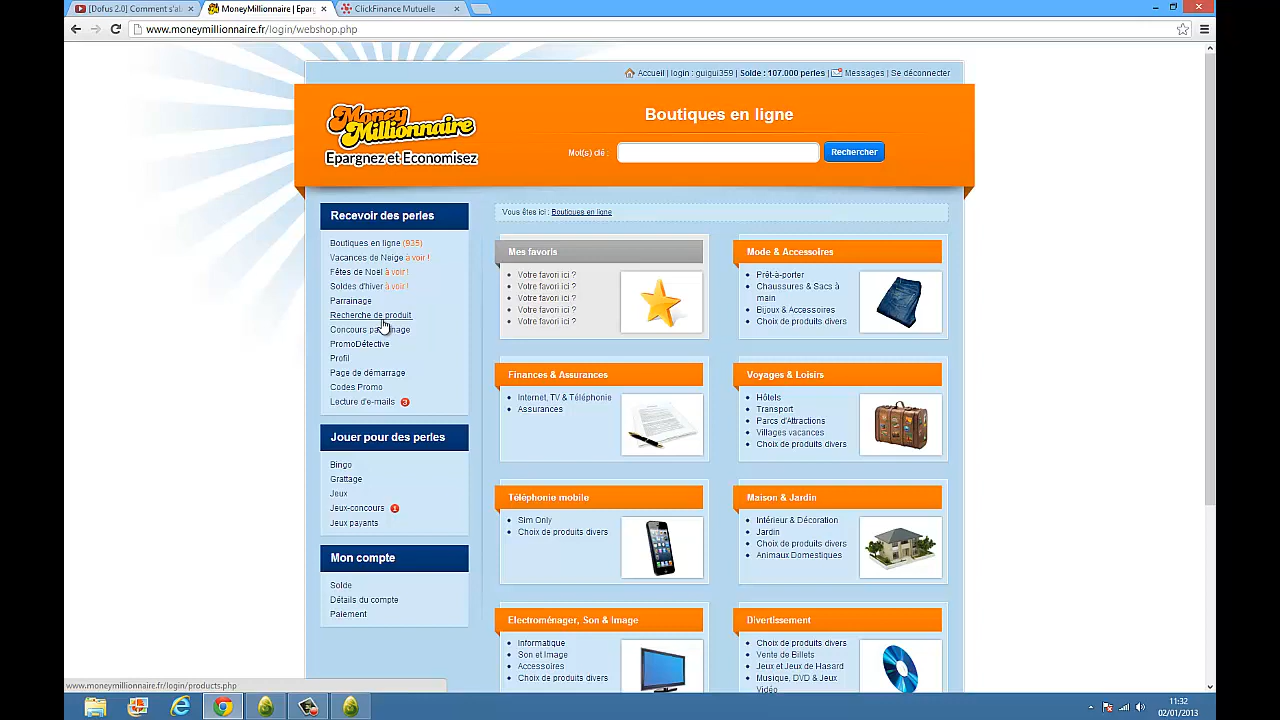 [Dofus 2.0] Comment s'al
MoneyMillionnaire | Eparg
ClickFinance Mutuelle
www.moneymillionnaire.fr/login/webshop.php
Accueil | login : guigui359 | Solde : 107.000 perles | Messages | Se déconnecter
Money Millionnaire
Epargnez et Economisez
Boutiques en ligne
Mot(s) clé :
Rechercher
Recevoir des perles
Boutiques en ligne (935)
Vacances de Neige à voir !
Fêtes de Noël à voir !
Soldes d'hiver à voir !
Parrainage
Recherche de produit
Concours parrainage
PromoDétective
Profil
Page de démarrage
Codes Promo
Lecture d'e-mails 3
Jouer pour des perles
Bingo
Grattage
Jeux
Jeux-concours 1
Jeux payants
Mon compte
Solde
Détails du compte
Paiement
Vous êtes ici : Boutiques en ligne
Mes favoris
Votre favori ici ?
Votre favori ici ?
Votre favori ici ?
Votre favori ici ?
Votre favori ici ?
Mode & Accessoires
Prêt-à-porter
Chaussures & Sacs à
main
Bijoux & Accessoires
Choix de produits divers
Finances & Assurances
Internet, TV & Téléphonie
Assurances
Voyages & Loisirs
Hôtels
Transport
Parcs d'Attractions
Villages vacances
Choix de produits divers
Téléphonie mobile
Sim Only
Choix de produits divers
Maison & Jardin
Intérieur & Décoration
Jardin
Choix de produits divers
Animaux Domestiques
Electroménager, Son & Image
Informatique
Son et Image
Accessoires
Choix de produits divers
Divertissement
Choix de produits divers
Vente de Billets
Jeux et Jeux de Hasard
Musique, DVD & Jeux
Vidéo
www.moneymillionnaire.fr/login/products.php
11:32
02/01/2013